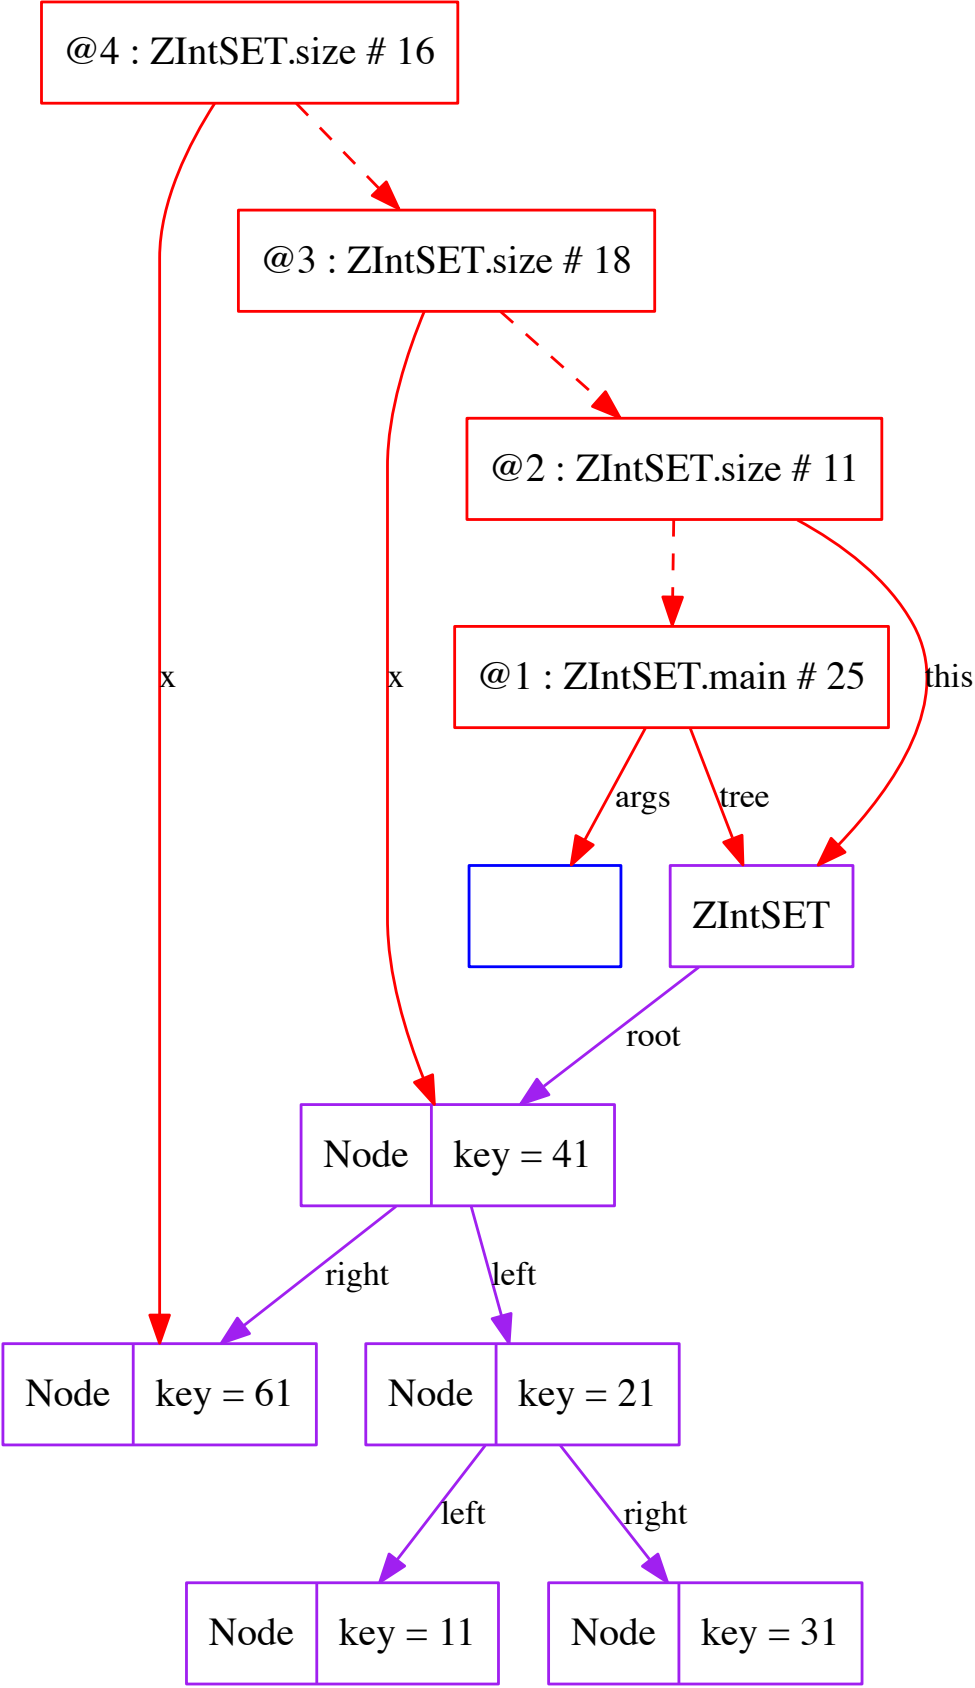 @4 : ZIntSET.size # 16
@3 : ZIntSET.size # 18
@2 : ZIntSET.size # 11
@1 : ZIntSET.main # 25
x
x
this
args
tree
ZIntSET
root
Node
key = 41
right
left
Node
key = 61
Node
key = 21
left
right
Node
key = 11
Node
key = 31